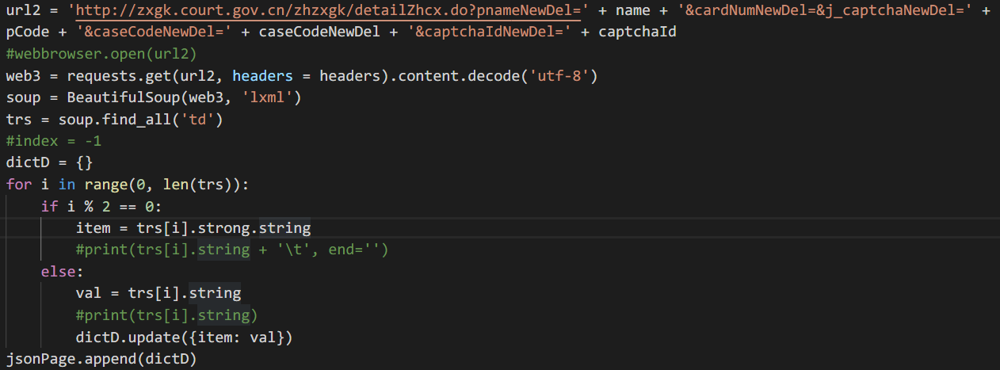 url2 = 'http://zxgk.court.gov.cn/zhzxgk/detailZhcx.do?pnameNewDel=' + name + '&cardNumNewDel=&j_captchaNewDel=' +
pCode + '&caseCodeNewDel=' + caseCodeNewDel + '&captchaIdNewDel=' + captchaId
#webbrowser.open(url2)
web3 = requests.get(url2, headers = headers).content.decode('utf-8')
soup = BeautifulSoup(web3, 'lxml')
trs = soup.find_all('td')
#index = -1
dictD = {}
for i in range(0, len(trs)):
    if i % 2 == 0:
        item = trs[i].strong.string
        #print(trs[i].string + '\t', end='')
    else:
        val = trs[i].string
        #print(trs[i].string)
        dictD.update({item: val})
jsonPage.append(dictD)